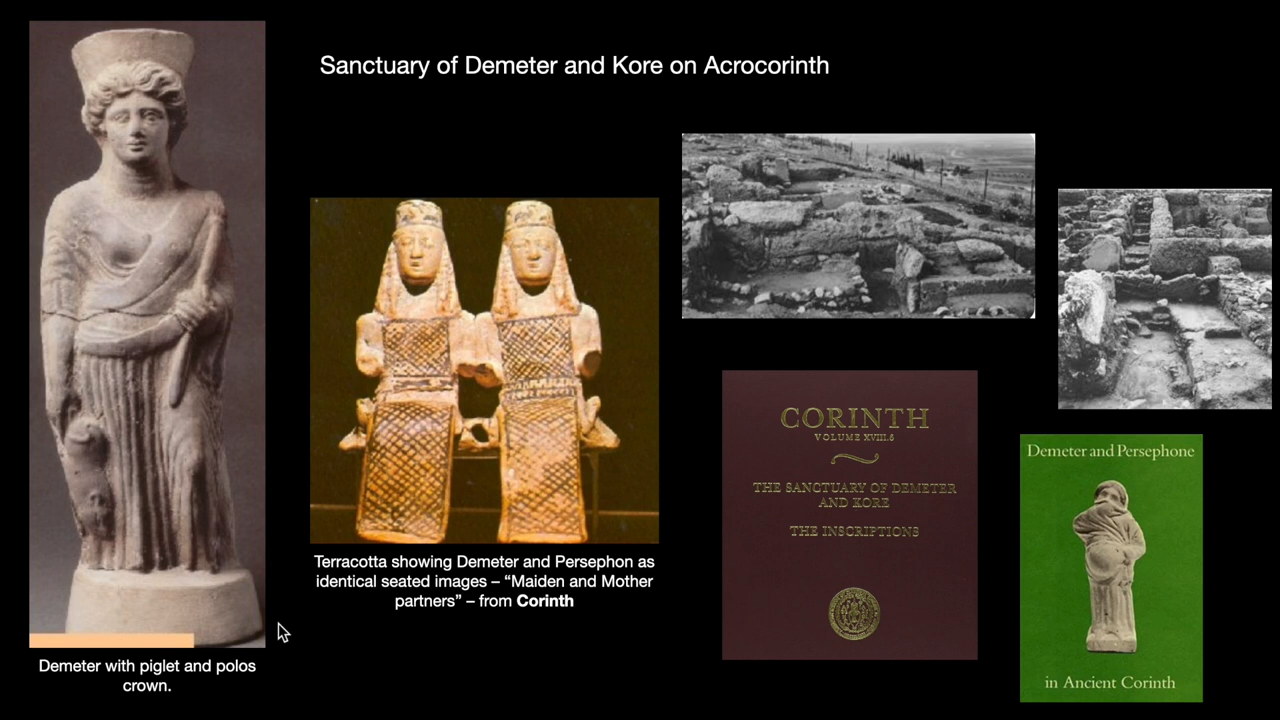 Sanctuary of Demeter and Kore on Acrocorinth
Demeter with piglet and polos
crown.
Terracotta showing Demeter and Persephon as
identical seated images – “Maiden and Mother
partners” – from Corinth
CORINTH
VOLUME XVIII.6
THE SANCTUARY OF DEMETER
AND KORE
THE INSCRIPTIONS
Demeter and Persephone
in Ancient Corinth